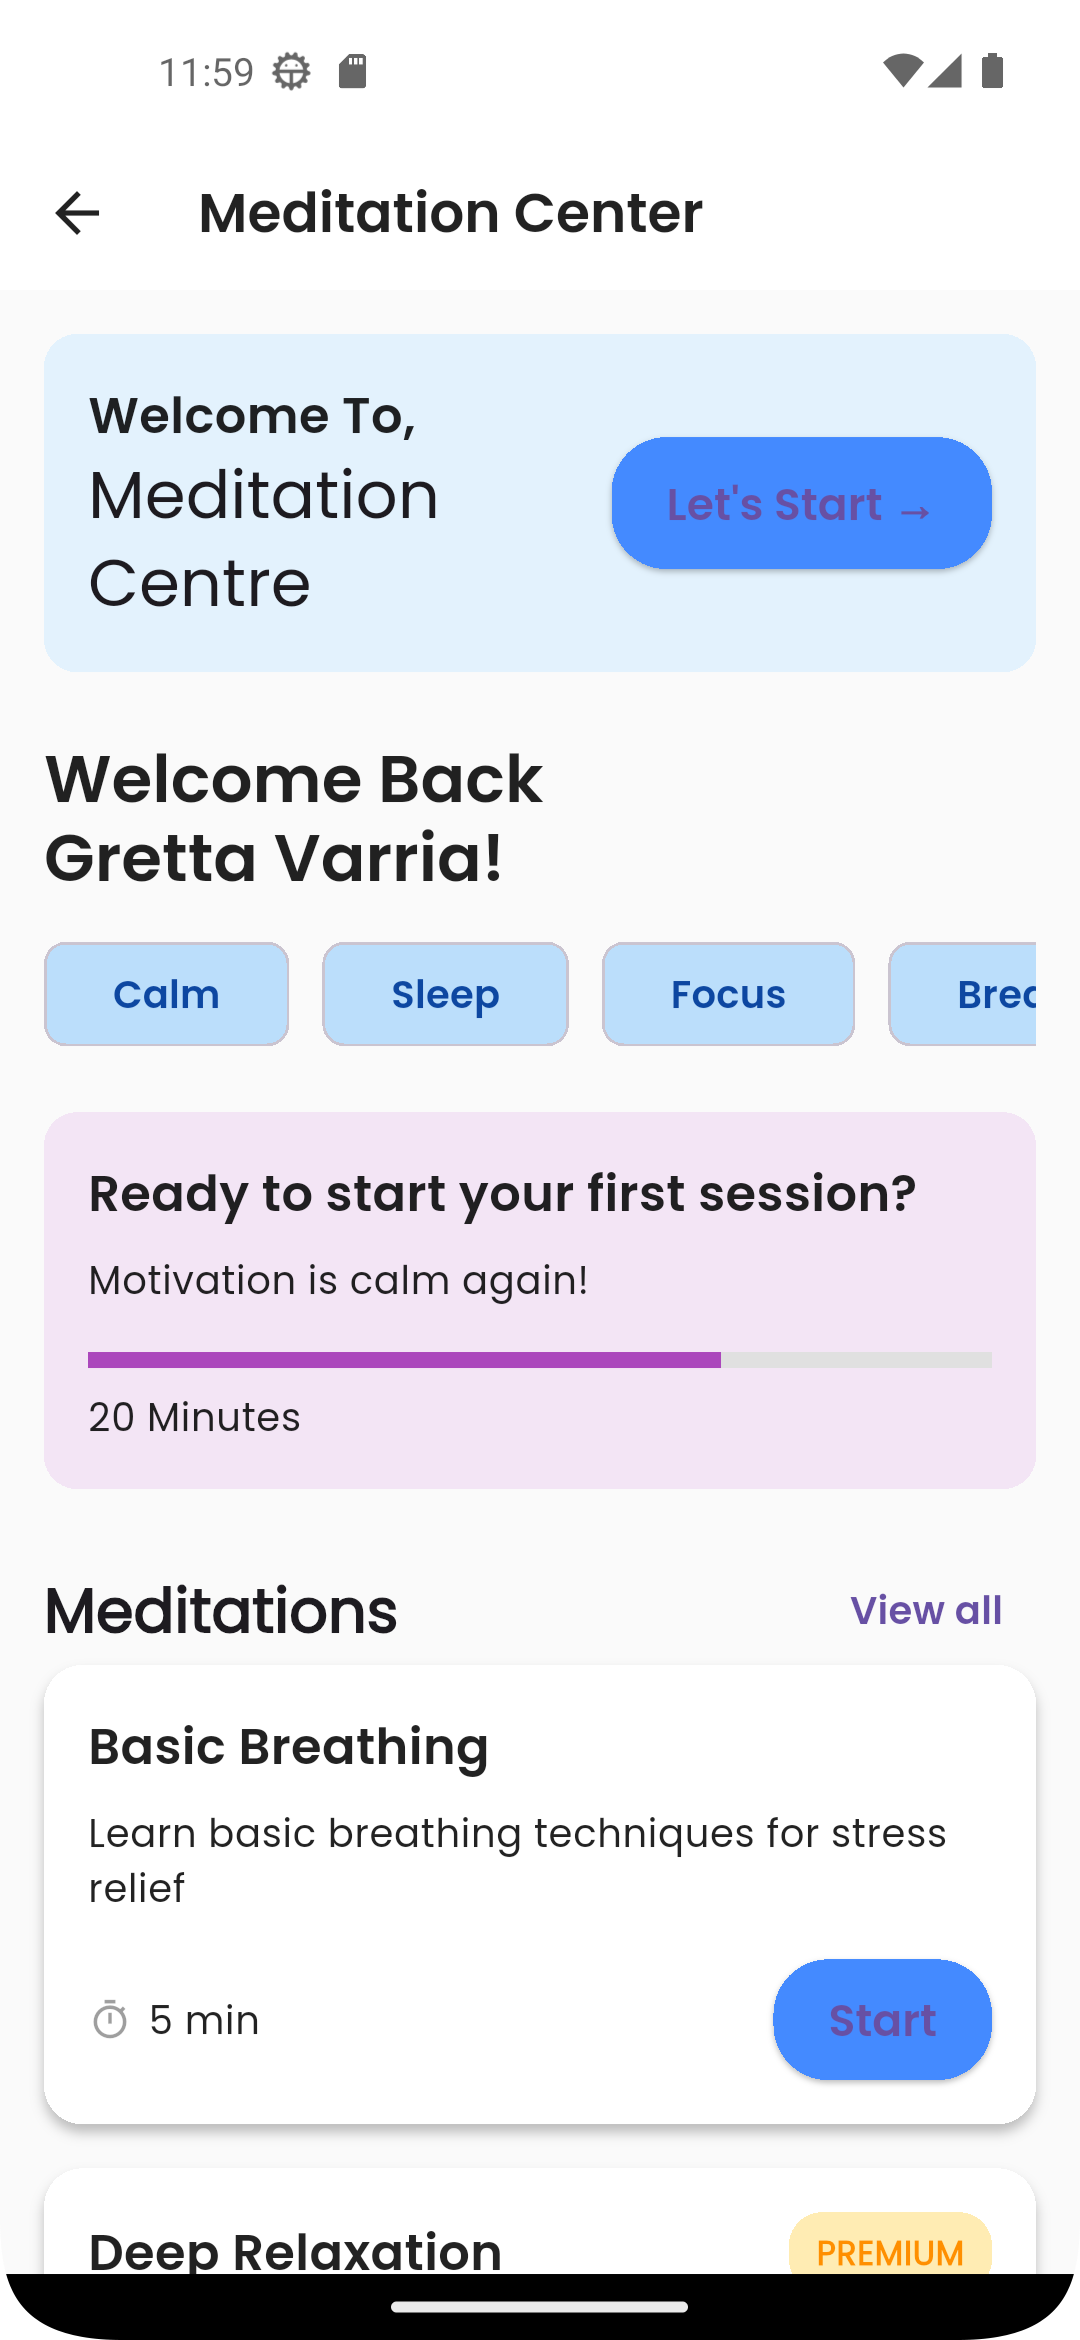 11:59
Meditation Center
Welcome To,
Meditation
Centre
Let's Start →
Welcome Back
Gretta Varria!
Calm
Sleep
Focus
Ready to start your first session?
Motivation is calm again!
20 Minutes
Meditations
View all
Basic Breathing
Learn basic breathing techniques for stress
relief
5 min
Start
Deep Relaxation
PREMIUM